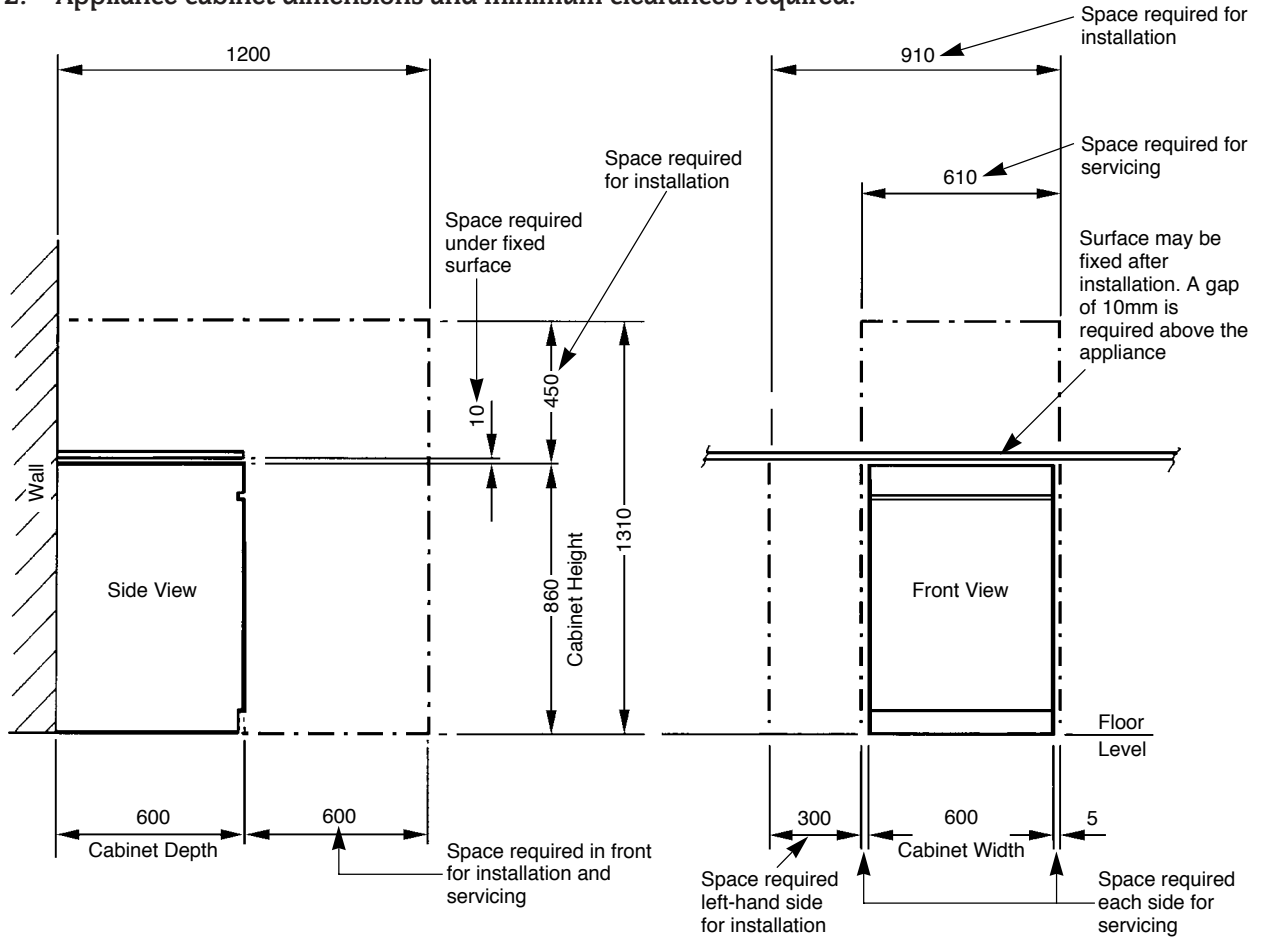 2. Appliance cabinet dimensions and minimum clearances required.
Space required for
installation
1200
910
Space required
for installation
Space required for
servicing
610
Space required
under fixed
surface
Surface may be
fixed after
installation. A gap
of 10mm is
required above the
appliance
450
10
Wall
1310
Side View
860
Cabinet Height
Front View
Floor
Level
600
Cabinet Depth
600
300
600
Cabinet Width
5
Space required in front
for installation and
servicing
Space required
left-hand side
for installation
Space required
each side for
servicing